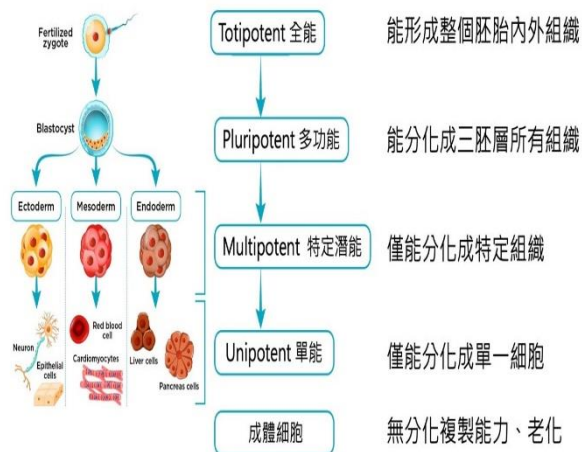 Fertilized
zygote
Blastocyst
Ectoderm
Mesoderm
Endoderm
Neuron
Epithelial
cells
Red blood
cell
Cardiomyocytes
Liver cells
Pancreas cells
Totipotent 全能
能形成整個胚胎內外組織
Pluripotent 多功能
能分化成三胚層所有組織
Multipotent 特定潛能
僅能分化成特定組織
Unipotent 單能
僅能分化成單一細胞
成體細胞
無分化複製能力、老化